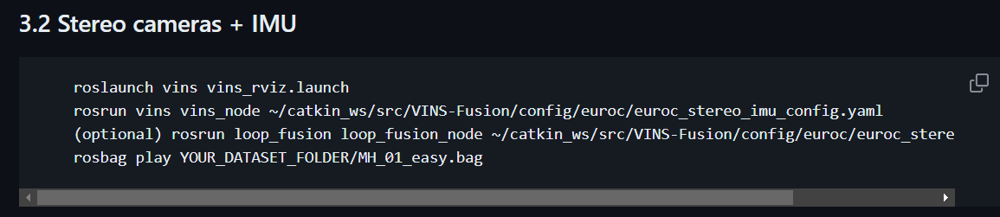 3.2 Stereo cameras + IMU
roslaunch vins vins_rviz.launch
rosrun vins vins_node ~/catkin_ws/src/VINS-Fusion/config/euroc/euroc_stereo_imu_config.yaml
(optional) rosrun loop_fusion loop_fusion_node ~/catkin_ws/src/VINS-Fusion/config/euroc/euroc_stere
rosbag play YOUR_DATASET_FOLDER/MH_01_easy.bag